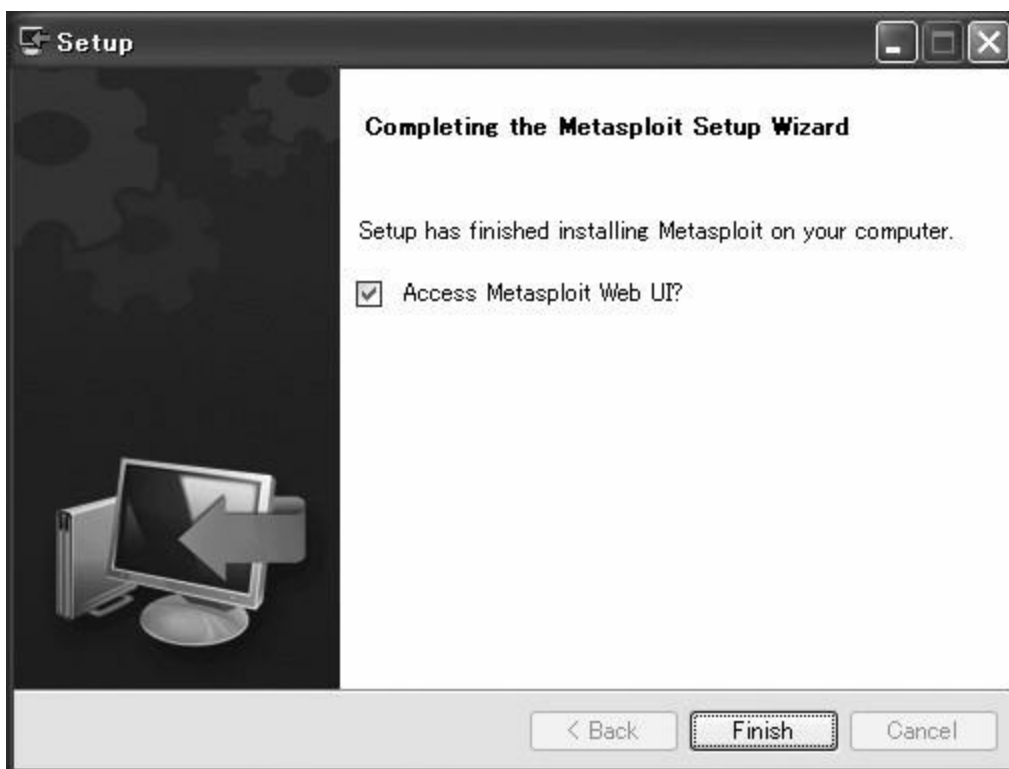 Setup
Completing the Metasploit Setup Wizard
Setup has finished installing Metasploit on your computer.
Access Metasploit Web UI?
< Back
Finish
Cancel